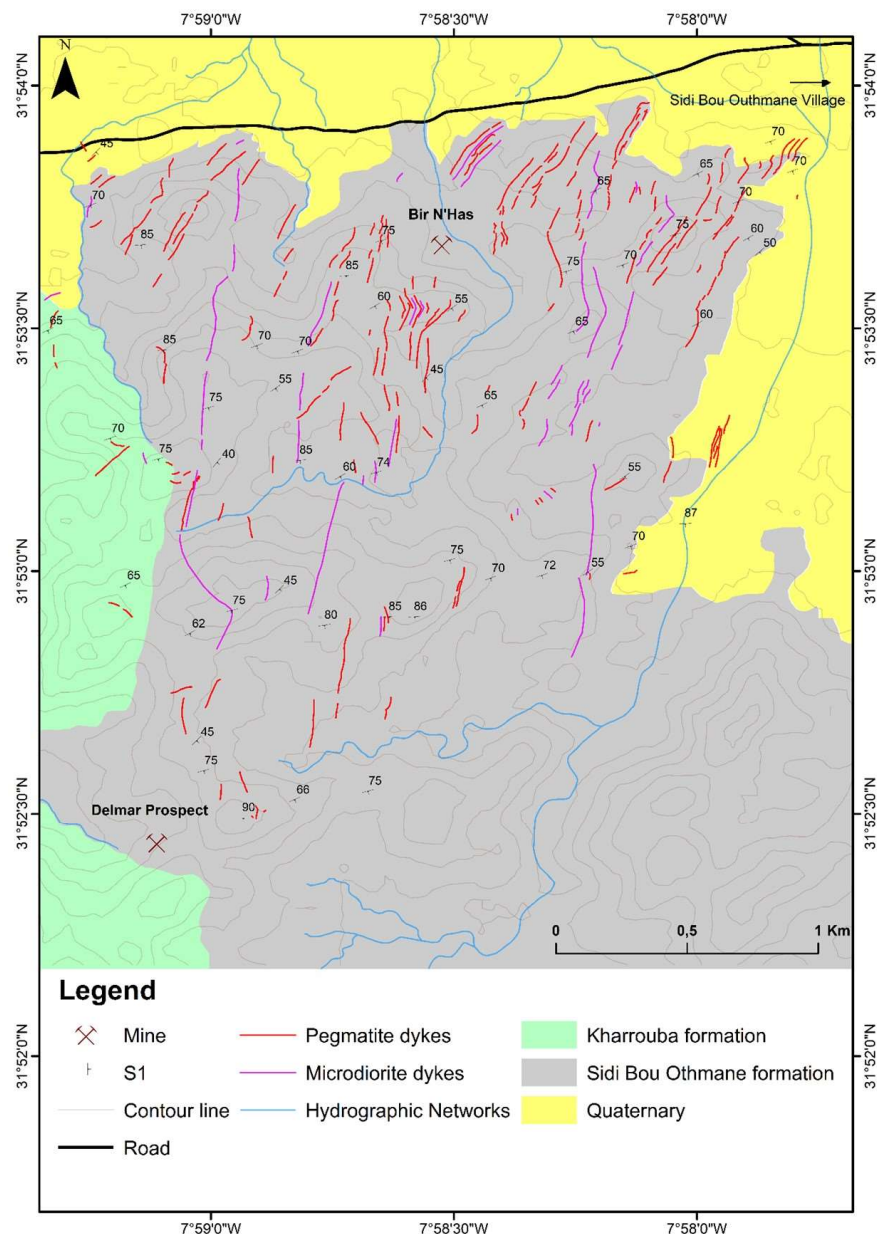 7°59'0"W 7°58'30"W 7°58'0"W
N
31°54'0"N 31°54'0"N
Sidi Bou Outhmane Village
45 70
65 70
70 65 70
Bir N'Has
85 75 75 60
50
85 75 70
60 55
31°53'30"N 31°53'30"N
65 65 60
85 70 70
55 45
75 65
70
75 40 85 60 74 55
87
70
75
31°53'0"N 31°53'0"N
65 45 70 72 55
75 85 86
62 80
45
75 75
66
Delmar Prospect 90
31°52'30"N 31°52'30"N
0 0,5 1 Km
Legend
Mine Pegmatite dykes Kharrouba formation
31°52'0"N 31°52'0"N
S1 Microdiorite dykes Sidi Bou Othmane formation
Contour line Hydrographic Networks Quaternary
Road
7°59'0"W 7°58'30"W 7°58'0"W